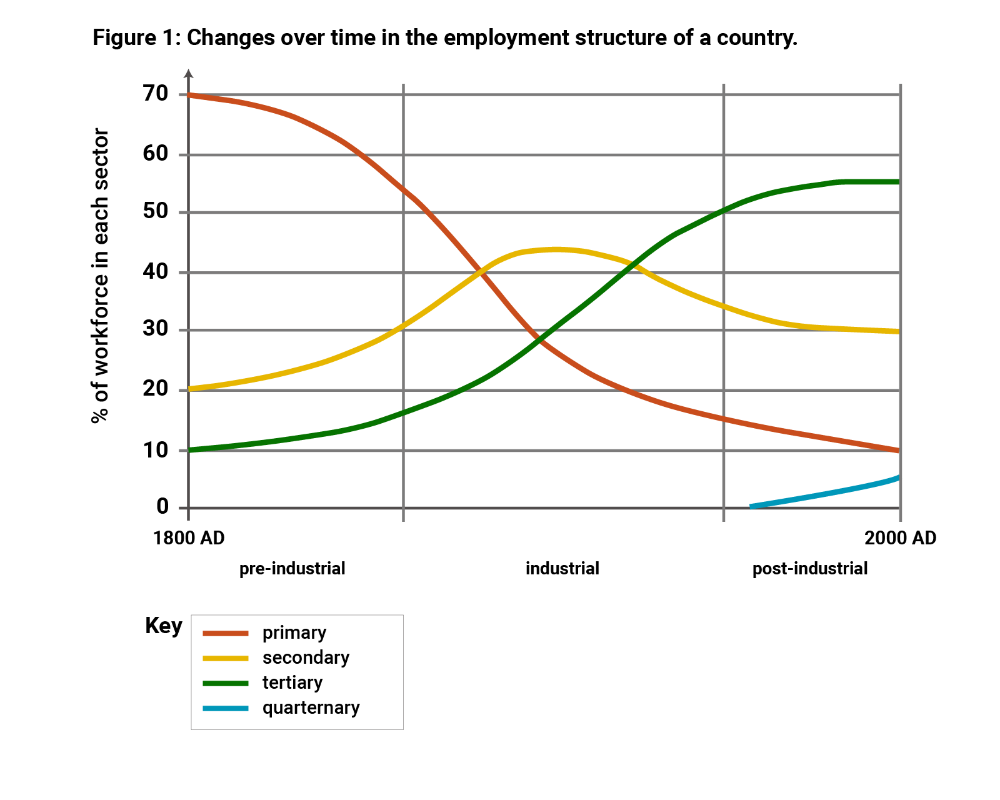 Figure 1: Changes over time in the employment structure of a country.
% of workforce in each sector
70
60
50
40
30
20
10
0
1800 AD
2000 AD
pre-industrial
industrial
post-industrial
Key
primary
secondary
tertiary
quarternary